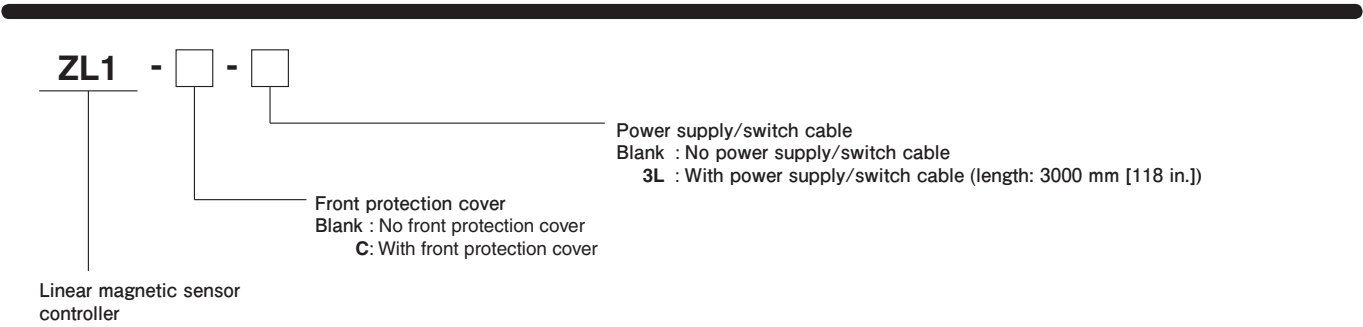 ZL1 - □ - □
Power supply/switch cable
Blank : No power supply/switch cable
3L : With power supply/switch cable (length: 3000 mm [118 in.])
Front protection cover
Blank : No front protection cover
C: With front protection cover
Linear magnetic sensor
controller